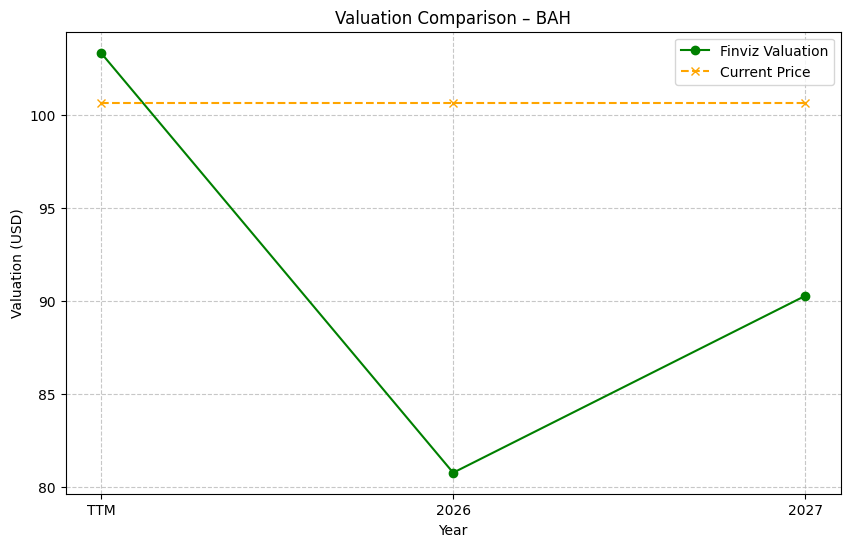 Valuation Comparison – BAH
Finviz Valuation
Current Price
Valuation (USD)
100
95
90
85
80
TTM
2026
2027
Year